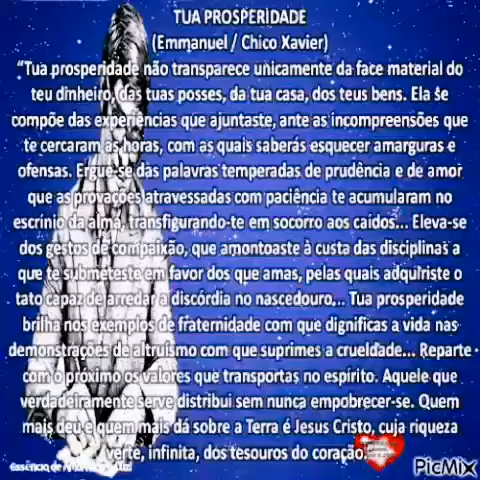 TUA PROSPERIDADE
(Emmanuel / Chico Xavier)
“Tua prosperidade não transparece unicamente da face material do
teu dinheiro, das tuas posses, da tua casa, dos teus bens. Ela se
compõe das experiências que ajuntaste, ante as incompreensões que
te cercaram as horas, com as quais saberás esquecer amarguras e
ofensas. Ergue-se das palavras temperadas de prudência e de amor
que as provações atravessadas com paciência te acumularam no
escrínio da alma, transfigurando-te em socorro aos caídos... Eleva-se
dos gestos de compaixão, que amontoaste à custa das disciplinas a
que te submeteste em favor dos que amas, pelas quais adquiriste o
tato capaz de arredar a discórdia no nascedouro... Tua prosperidade
brilha nos exemplos de fraternidade com que dignificas a vida nas
demonstrações de altruísmo com que suprimes a crueldade... Reparte
com o próximo os valores que transportas no espírito. Aquele que
verdadeiramente serve distribui sem nunca empobrecer-se. Quem
mais deu e quem mais dá sobre a Terra é Jesus Cristo, cuja riqueza
verte, infinita, dos tesouros do coração.
Essência de
PicMix